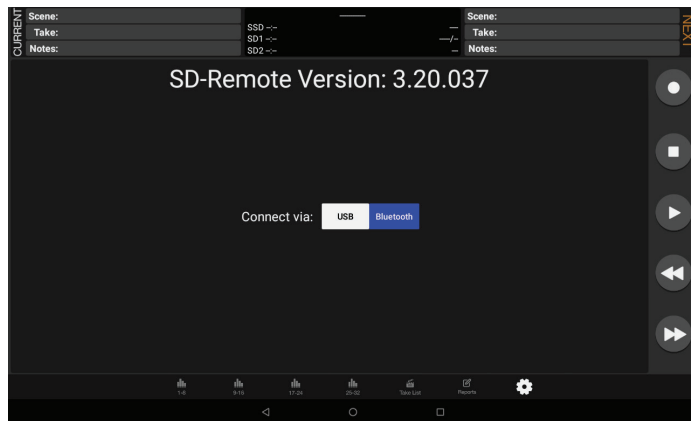 CURRENT
Scene:
Take:
Notes:
SSD -:-
SD1 -:-
SD2 -:-
—
—/-
–
Scene:
Take:
Notes:
NEXT
SD-Remote Version: 3.20.037
Connect via: USB Bluetooth
1-8 9-16 17-24 25-32 Take List Reports